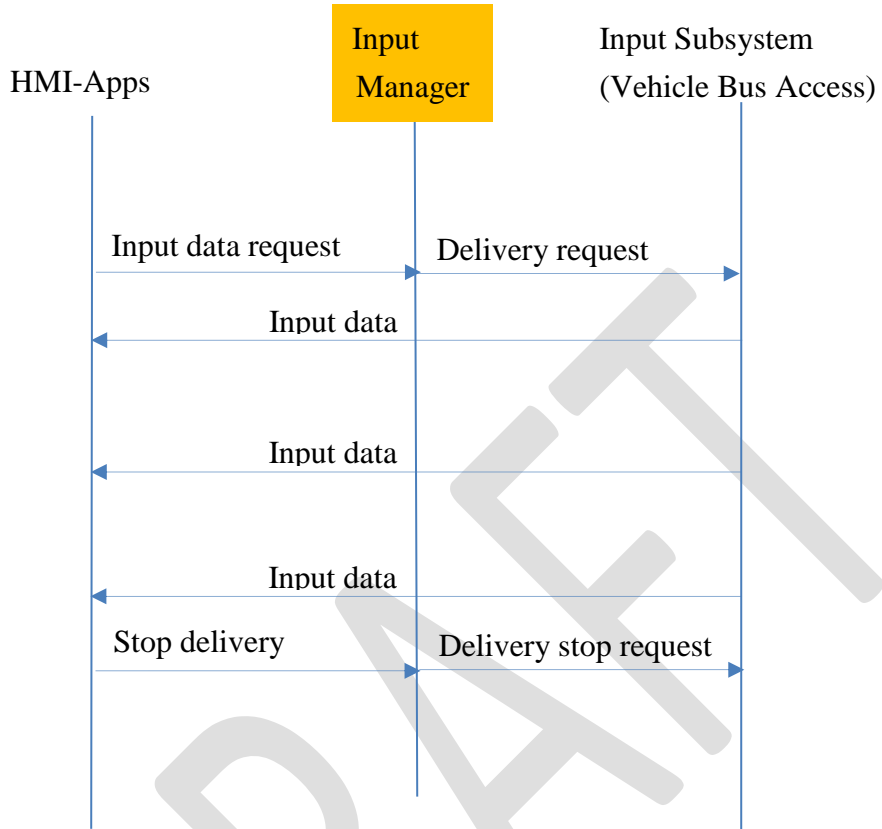 HMI-Apps
Input
Manager
Input Subsystem
(Vehicle Bus Access)
Input data request
Delivery request
Input data
Input data
Input data
Stop delivery
Delivery stop request
DRAFT